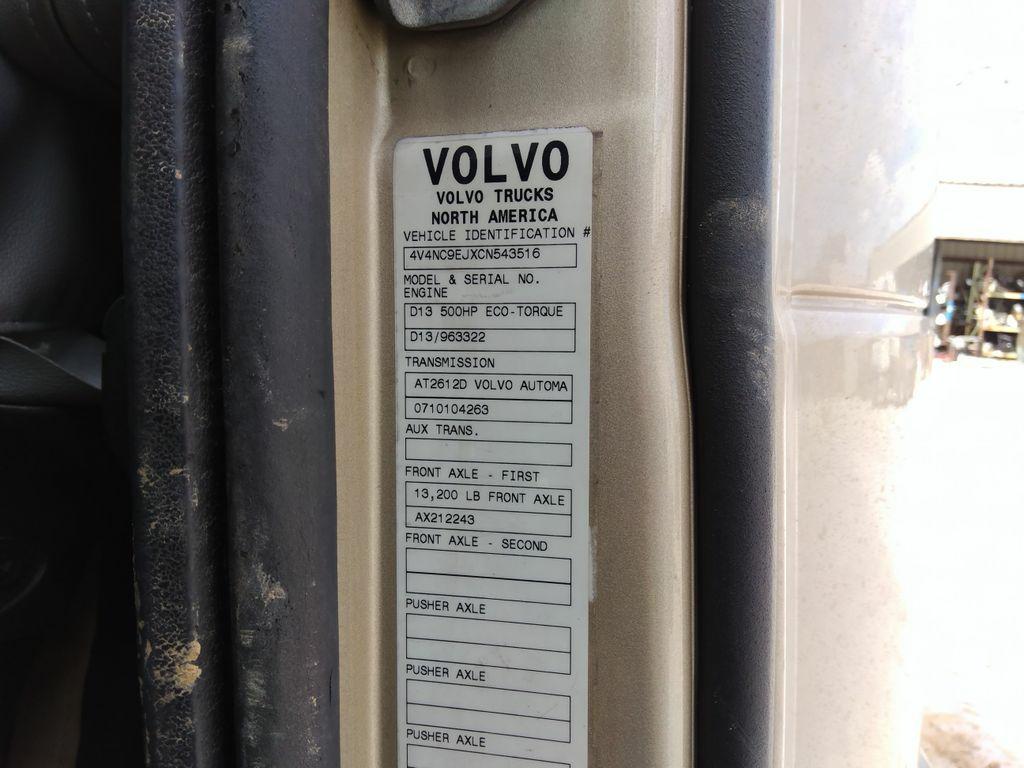 VOLVO
VOLVO TRUCKS
NORTH AMERICA
VEHICLE IDENTIFICATION #
4V4NC9EJXCN543516
MODEL & SERIAL NO.
ENGINE
D13 500HP ECO-TORQUE
D13/963322
TRANSMISSION
AT2612D VOLVO AUTOMA
0710104263
AUX TRANS.
FRONT AXLE - FIRST
13,200 LB FRONT AXLE
AX212243
FRONT AXLE - SECOND
PUSHER AXLE
PUSHER AXLE
PUSHER AXLE